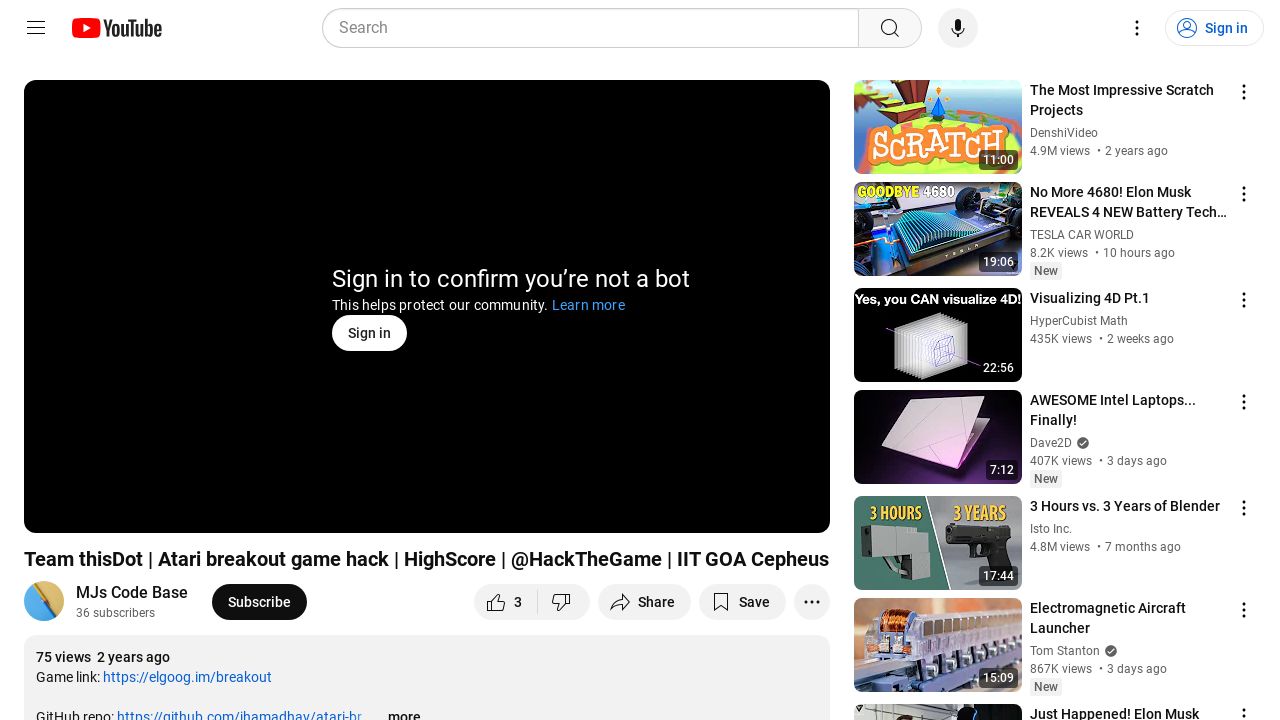 YouTube
Search
Sign in
Sign in to confirm you’re not a bot
This helps protect our community. Learn more
Sign in
Team thisDot | Atari breakout game hack | HighScore | @HackTheGame | IIT GOA Cepheus
MJs Code Base
36 subscribers
Subscribe
3
Share
Save
75 views  2 years ago
Game link: https://elgoog.im/breakout
GitHub repo: https://github.com/jhamadhav/atari-br
...more
SCRATCH
11:00
The Most Impressive Scratch
Projects
DenshiVideo
4.9M views • 2 years ago
GOODBYE 4680
TESLA
19:06
No More 4680! Elon Musk
REVEALS 4 NEW Battery Tech...
TESLA CAR WORLD
8.2K views • 10 hours ago
New
Yes, you CAN visualize 4D!
22:56
Visualizing 4D Pt.1
HyperCubist Math
435K views • 2 weeks ago
7:12
AWESOME Intel Laptops...
Finally!
Dave2D
407K views • 3 days ago
New
3 HOURS
3 YEARS
17:44
3 Hours vs. 3 Years of Blender
Isto Inc.
4.8M views • 7 months ago
15:09
Electromagnetic Aircraft
Launcher
Tom Stanton
867K views • 3 days ago
New
Just Happened! Elon Musk